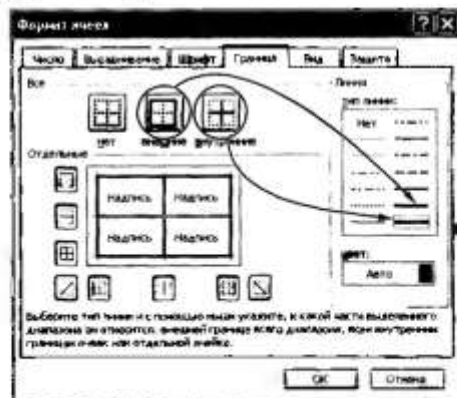 Формат ячеек
Число Выравнивание Шрифт Граница Вид Защита
Все
Линия
тип линии:
Нет
нет внешние внутренние
Отдельные
Надпись Надпись
Надпись Надпись
цвет:
Авто
Выберите тип линии и с помощью мыши укажите, к какой части выделенного
диапазона он относится: внешней границе всего диапазона, всем внутренним
границам ячеек или отдельной ячейке.
ОК Отмена